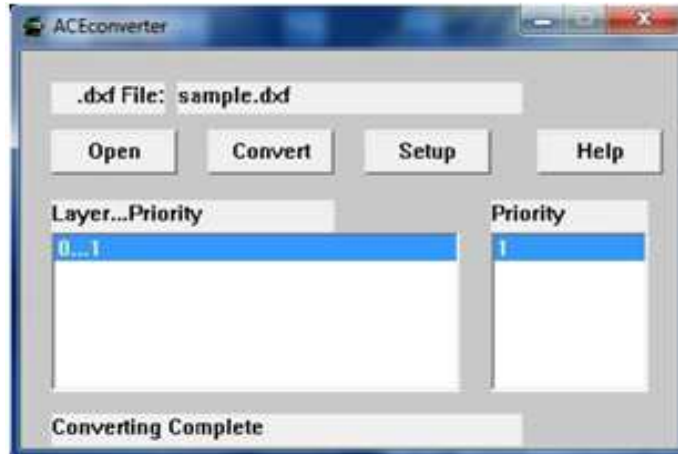 ACEconverter
.dxf File: sample.dxf
Open Convert Setup Help
Layer...Priority Priority
0...1 1
Converting Complete